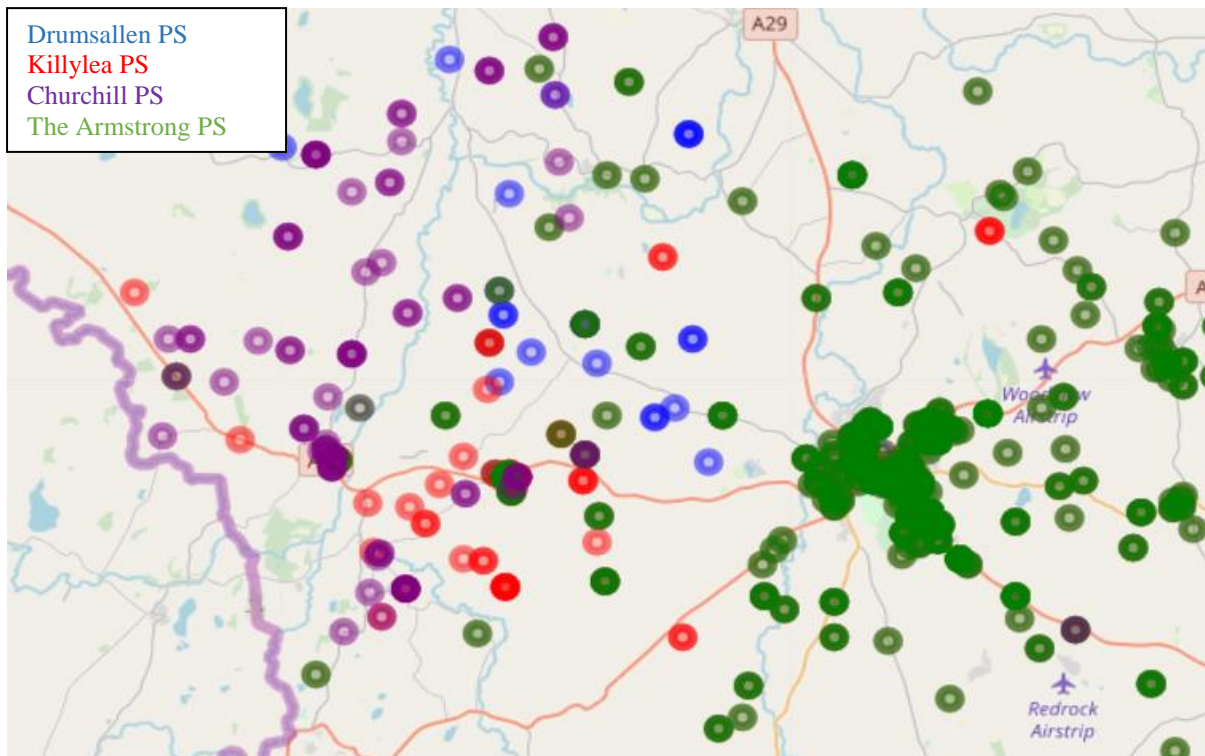 Drumsallen PS
Killylea PS
Churchill PS
The Armstrong PS
A29
Airstrip
Redrock
Airstrip